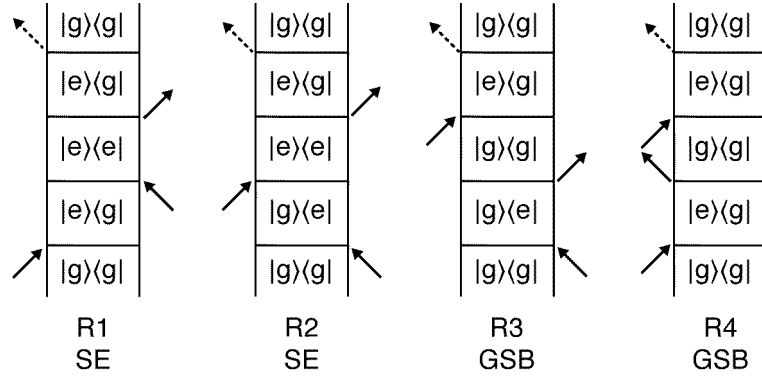 |g⟩⟨g| |g⟩⟨g| |g⟩⟨g| |g⟩⟨g|
|e⟩⟨g| |e⟩⟨g| |e⟩⟨g| |e⟩⟨g|
|e⟩⟨e| |e⟩⟨e| |g⟩⟨g| |g⟩⟨g|
|e⟩⟨g| |g⟩⟨e| |g⟩⟨e| |e⟩⟨g|
|g⟩⟨g| |g⟩⟨g| |g⟩⟨g| |g⟩⟨g|
R1 R2 R3 R4
SE SE GSB GSB